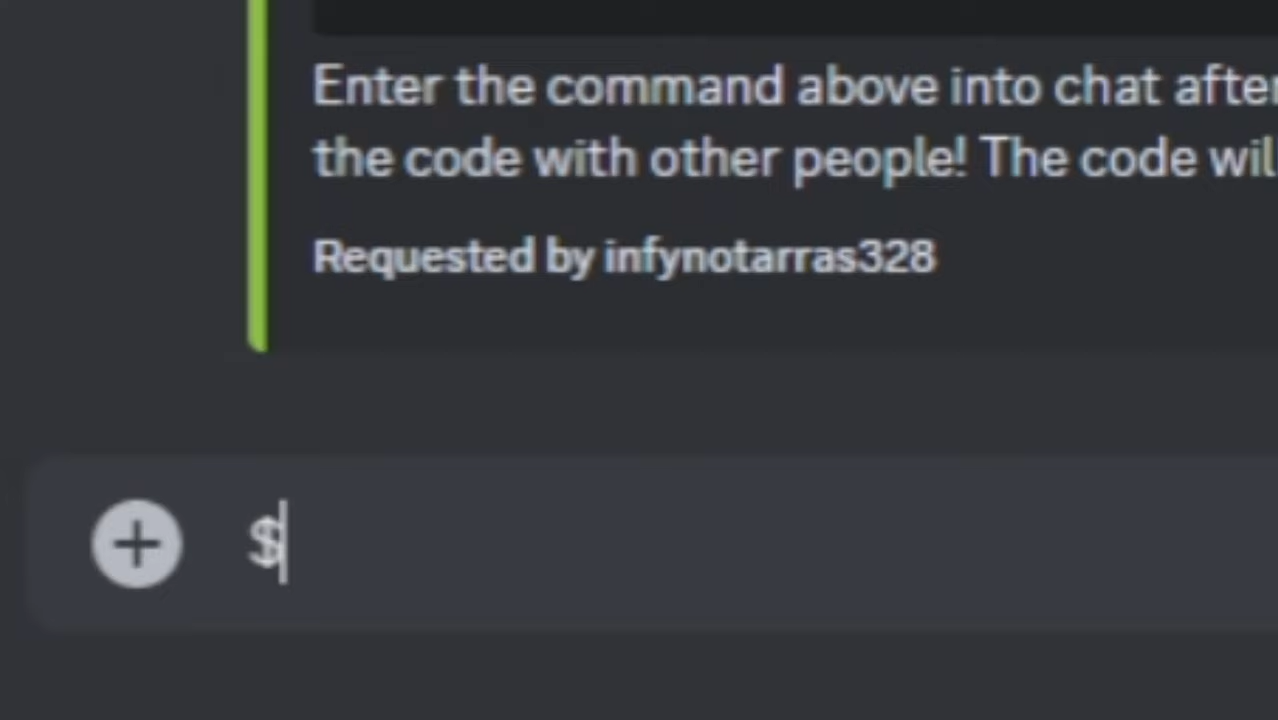 Enter the command above into chat after
the code with other people! The code wil
Requested by infynotarras328
$